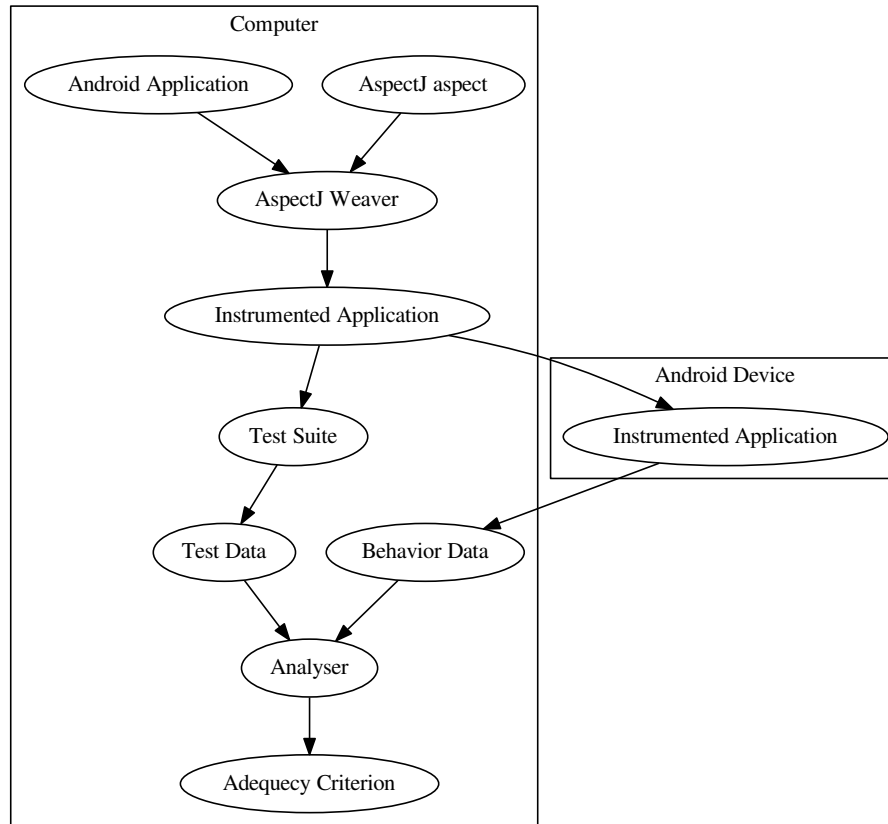 Computer
Android Application
AspectJ aspect
AspectJ Weaver
Instrumented Application
Android Device
Test Suite
Instrumented Application
Test Data
Behavior Data
Analyser
Adequecy Criterion